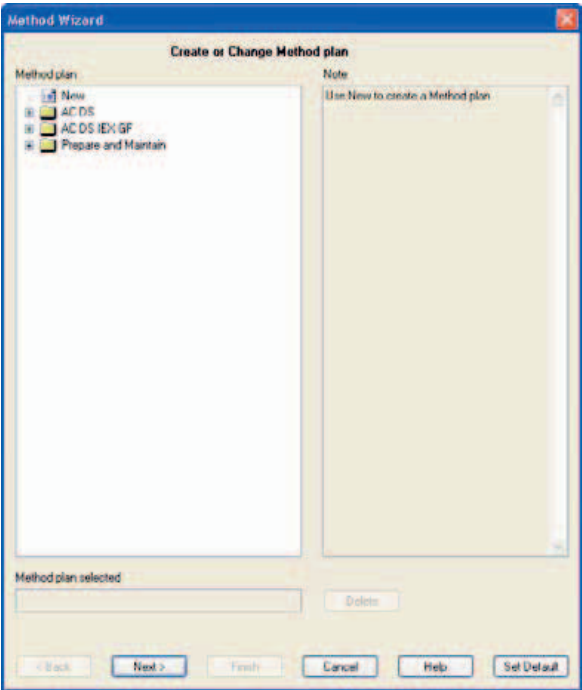 Method Wizard
Create or Change Method plan
Method plan
Note
New
AC DS
AC DS IEX GF
Prepare and Maintain
Use New to create a Method plan
Method plan selected
Delete
< Back
Next >
Finish
Cancel
Help
Set Default